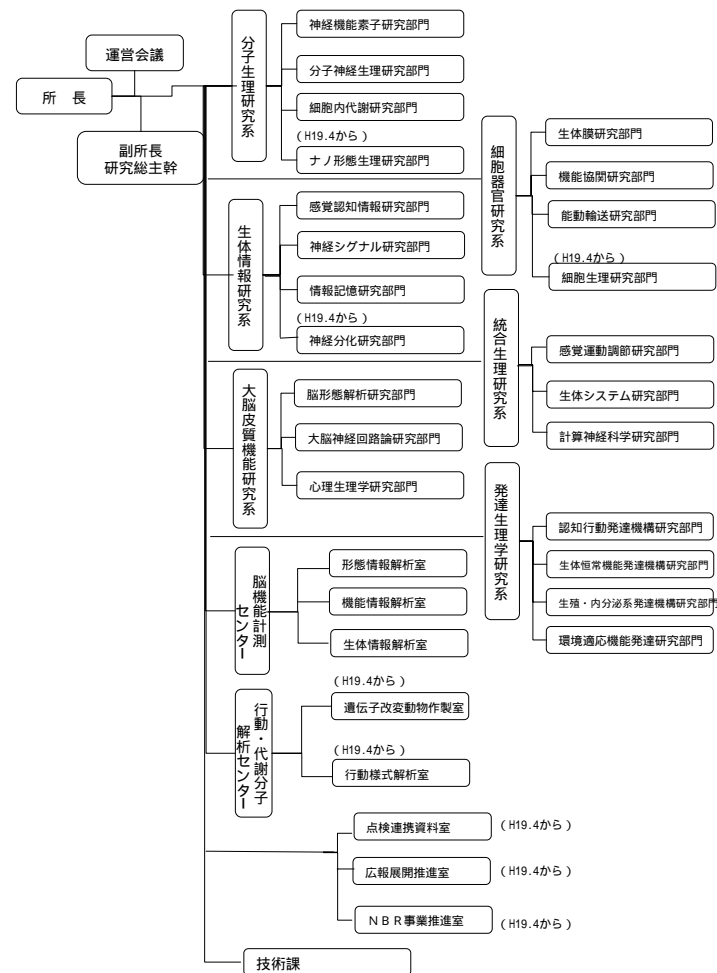 運営会議
所　長
副所長
研究総主幹
分子生理研究系
神経機能素子研究部門
分子神経生理研究部門
細胞内代謝研究部門
（H19.4から）
ナノ形態生理研究部門
細胞器官研究系
生体膜研究部門
機能協関研究部門
能動輸送研究部門
（H19.4から）
細胞生理研究部門
生体情報研究系
感覚認知情報研究部門
神経シグナル研究部門
情報記憶研究部門
（H19.4から）
神経分化研究部門
統合生理研究系
感覚運動調節研究部門
生体システム研究部門
計算神経科学研究部門
大脳皮質機能研究系
脳形態解析研究部門
大脳神経回路論研究部門
心理生理学研究部門
発達生理学研究系
認知行動発達機構研究部門
生体恒常機能発達機構研究部門
生殖・内分泌系発達機構研究部門
環境適応機能発達研究部門
脳機能計測
センター
形態情報解析室
機能情報解析室
生体情報解析室
行動・代謝分子
解析センター
（H19.4から）
遺伝子改変動物作製室
（H19.4から）
行動様式解析室
点検連携資料室 （H19.4から）
広報展開推進室 （H19.4から）
ＮＢＲ事業推進室 （H19.4から）
技術課